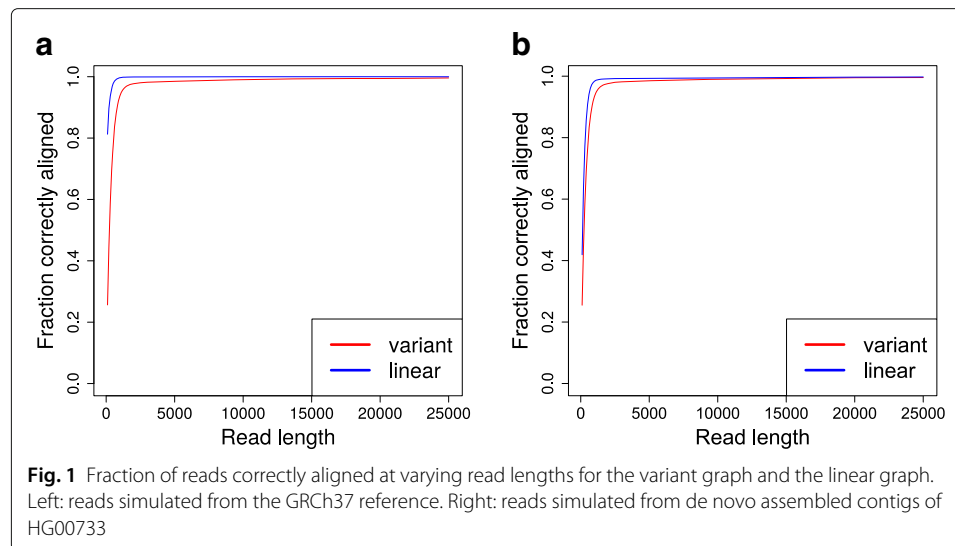 a
b
Fraction correctly aligned
1.0
0.8
0.6
0.4
0.2
0.0
variant
linear
0
5000
10000
15000
20000
25000
Read length
Fraction correctly aligned
1.0
0.8
0.6
0.4
0.2
0.0
variant
linear
0
5000
10000
15000
20000
25000
Read length
Fig. 1 Fraction of reads correctly aligned at varying read lengths for the variant graph and the linear graph.
Left: reads simulated from the GRCh37 reference. Right: reads simulated from de novo assembled contigs of
HG00733